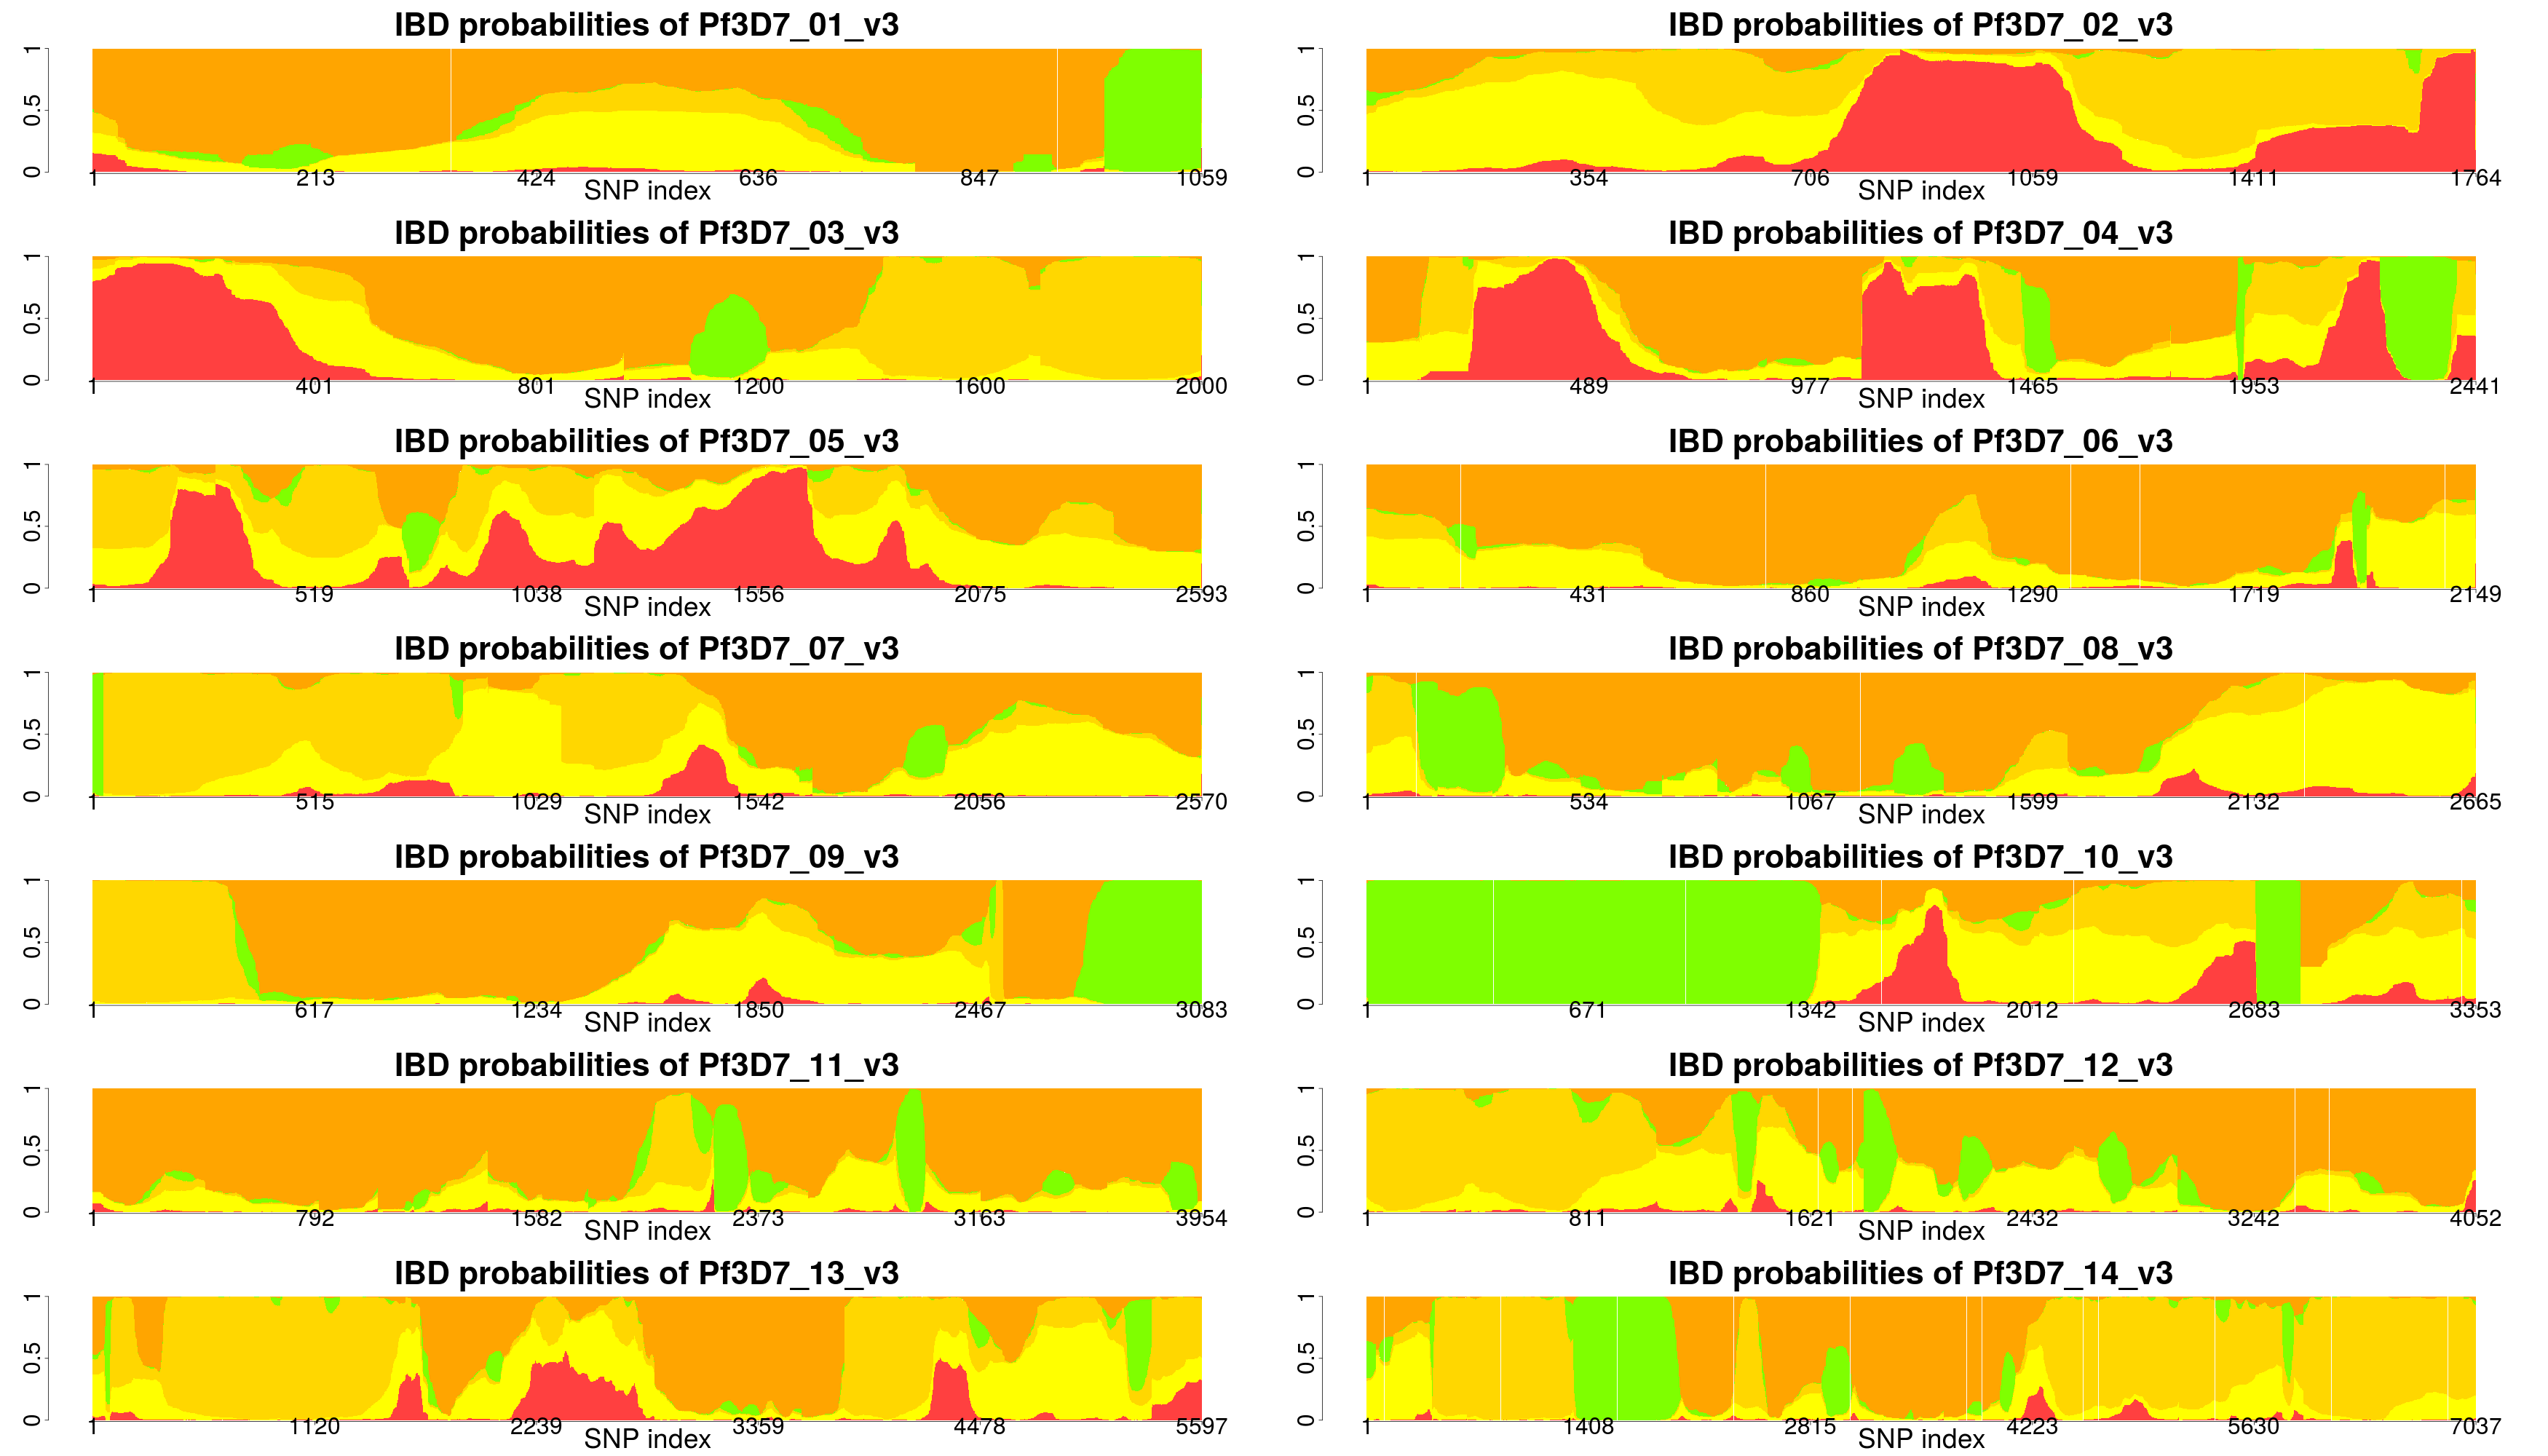 IBD probabilities of Pf3D7_01_v3
1
0.5
0
1 213 424 636 847 1059
SNP index
IBD probabilities of Pf3D7_02_v3
1
0.5
0
1 354 706 1059 1411 1764
SNP index
IBD probabilities of Pf3D7_03_v3
1
0.5
0
1 401 801 1200 1600 2000
SNP index
IBD probabilities of Pf3D7_04_v3
1
0.5
0
1 489 977 1465 1953 2441
SNP index
IBD probabilities of Pf3D7_05_v3
1
0.5
0
1 519 1038 1556 2075 2593
SNP index
IBD probabilities of Pf3D7_06_v3
1
0.5
0
1 431 860 1290 1719 2149
SNP index
IBD probabilities of Pf3D7_07_v3
1
0.5
0
1 515 1029 1542 2056 2570
SNP index
IBD probabilities of Pf3D7_08_v3
1
0.5
0
1 534 1067 1599 2132 2665
SNP index
IBD probabilities of Pf3D7_09_v3
1
0.5
0
1 617 1234 1850 2467 3083
SNP index
IBD probabilities of Pf3D7_10_v3
1
0.5
0
1 671 1342 2012 2683 3353
SNP index
IBD probabilities of Pf3D7_11_v3
1
0.5
0
1 792 1582 2373 3163 3954
SNP index
IBD probabilities of Pf3D7_12_v3
1
0.5
0
1 811 1621 2432 3242 4052
SNP index
IBD probabilities of Pf3D7_13_v3
1
0.5
0
1 1120 2239 3359 4478 5597
SNP index
IBD probabilities of Pf3D7_14_v3
1
0.5
0
1 1408 2815 4223 5630 7037
SNP index